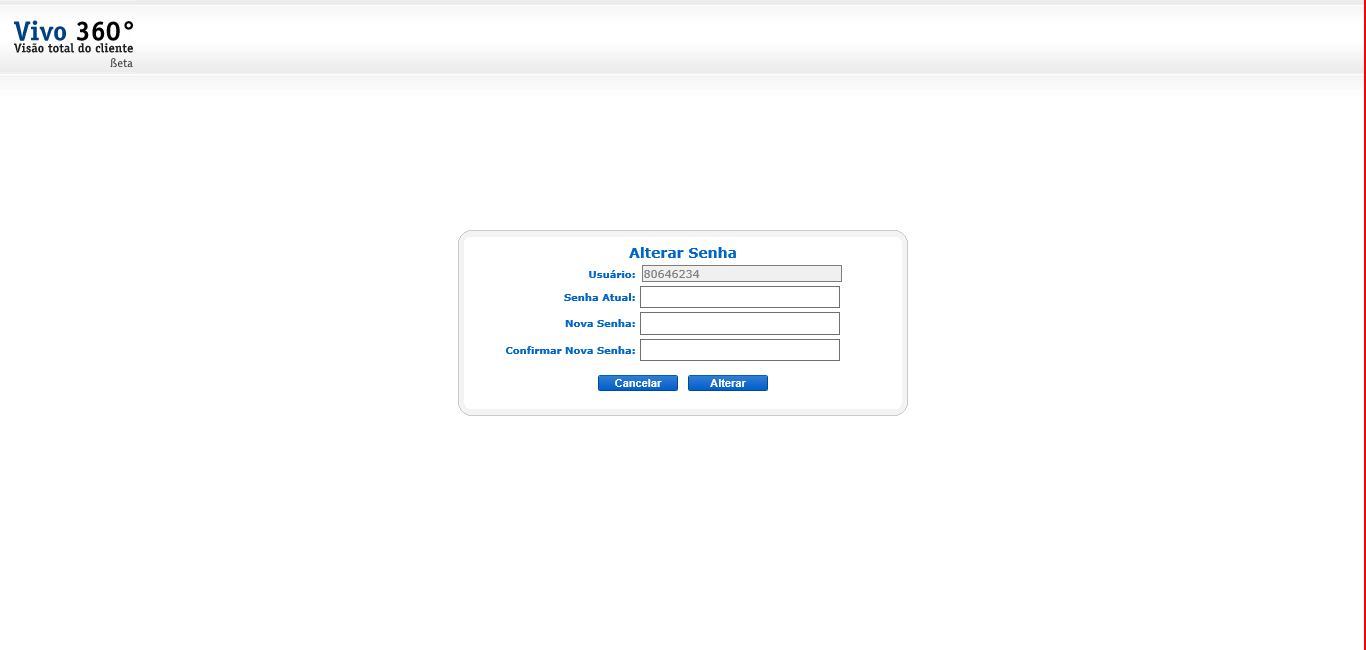 Vivo 360°
Visão total do cliente
ßeta
Alterar Senha
Usuário: 80646234
Senha Atual:
Nova Senha:
Confirmar Nova Senha:
Cancelar Alterar